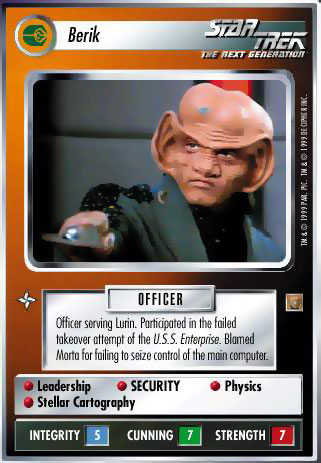 Berik
STAR TREK
THE NEXT GENERATION
TM & © 1999 PAR. PIC. TM & © 1999 DECIPHER INC.
OFFICER
Officer serving Lurin. Participated in the failed
takeover attempt of the U.S.S. Enterprise. Blamed
Morta for failing to seize control of the main computer.
Leadership SECURITY Physics
Stellar Cartography
INTEGRITY 5 CUNNING 7 STRENGTH 7